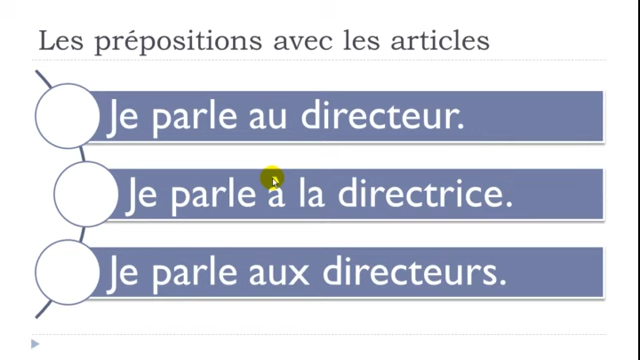 Les prépositions avec les articles
Je parle au directeur.
Je parle à la directrice.
Je parle aux directeurs.